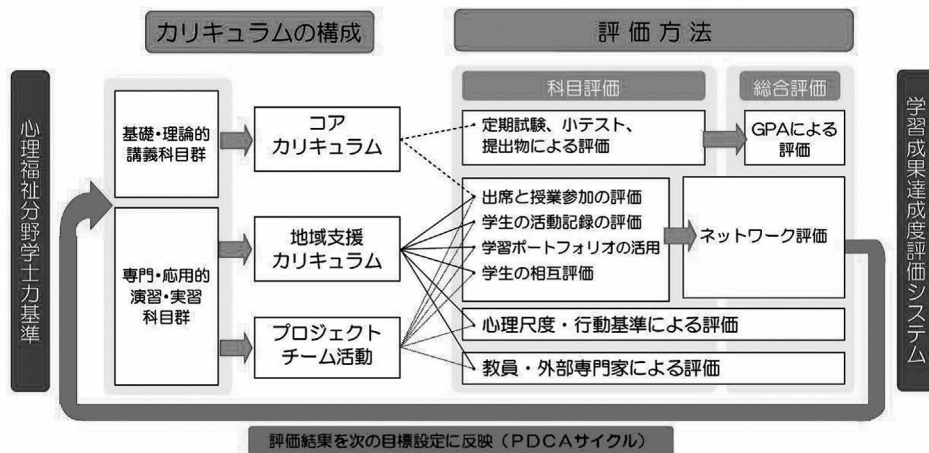 カリキュラムの構成
評価方法
心理福祉分野学士力基準
基礎・理論的
講義科目群
専門・応用的
演習・実習
科目群
コア
カリキュラム
地域支援
カリキュラム
プロジェクト
チーム活動
科目評価
総合評価
定期試験、小テスト、
提出物による評価
GPAによる
評価
出席と授業参加の評価
学生の活動記録の評価
学習ポートフォリオの活用
学生の相互評価
ネットワーク評価
心理尺度・行動基準による評価
教員・外部専門家による評価
学習成果達成度評価システム
評価結果を次の目標設定に反映（PDCAサイクル）